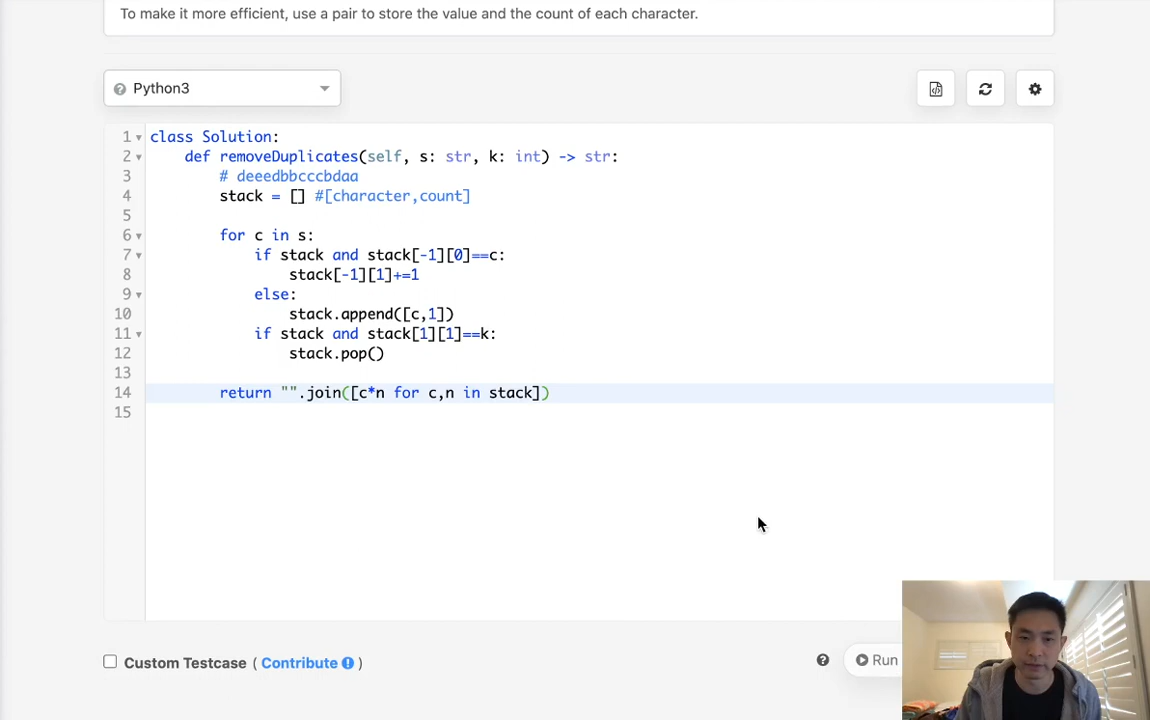 To make it more efficient, use a pair to store the value and the count of each character.
Python3
1 class Solution:
2 def removeDuplicates(self, s: str, k: int) -> str:
3 # deeedbbcccbdaa
4 stack = [] #[character,count]
5
6 for c in s:
7 if stack and stack[-1][0]==c:
8 stack[-1][1]+=1
9 else:
10 stack.append([c,1])
11 if stack and stack[1][1]==k:
12 stack.pop()
13
14 return "".join([c*n for c,n in stack])
15
Custom Testcase ( Contribute )
Run